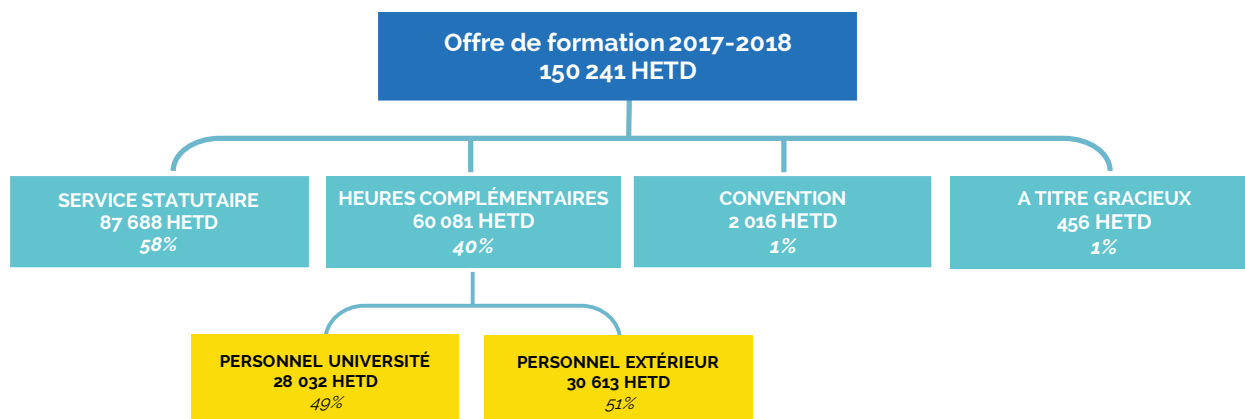 Offre de formation 2017-2018
150 241 HETD
SERVICE STATUTAIRE
87 688 HETD
58%
HEURES COMPLÉMENTAIRES
60 081 HETD
40%
CONVENTION
2 016 HETD
1%
A TITRE GRACIEUX
456 HETD
1%
PERSONNEL UNIVERSITÉ
28 032 HETD
49%
PERSONNEL EXTÉRIEUR
30 613 HETD
51%